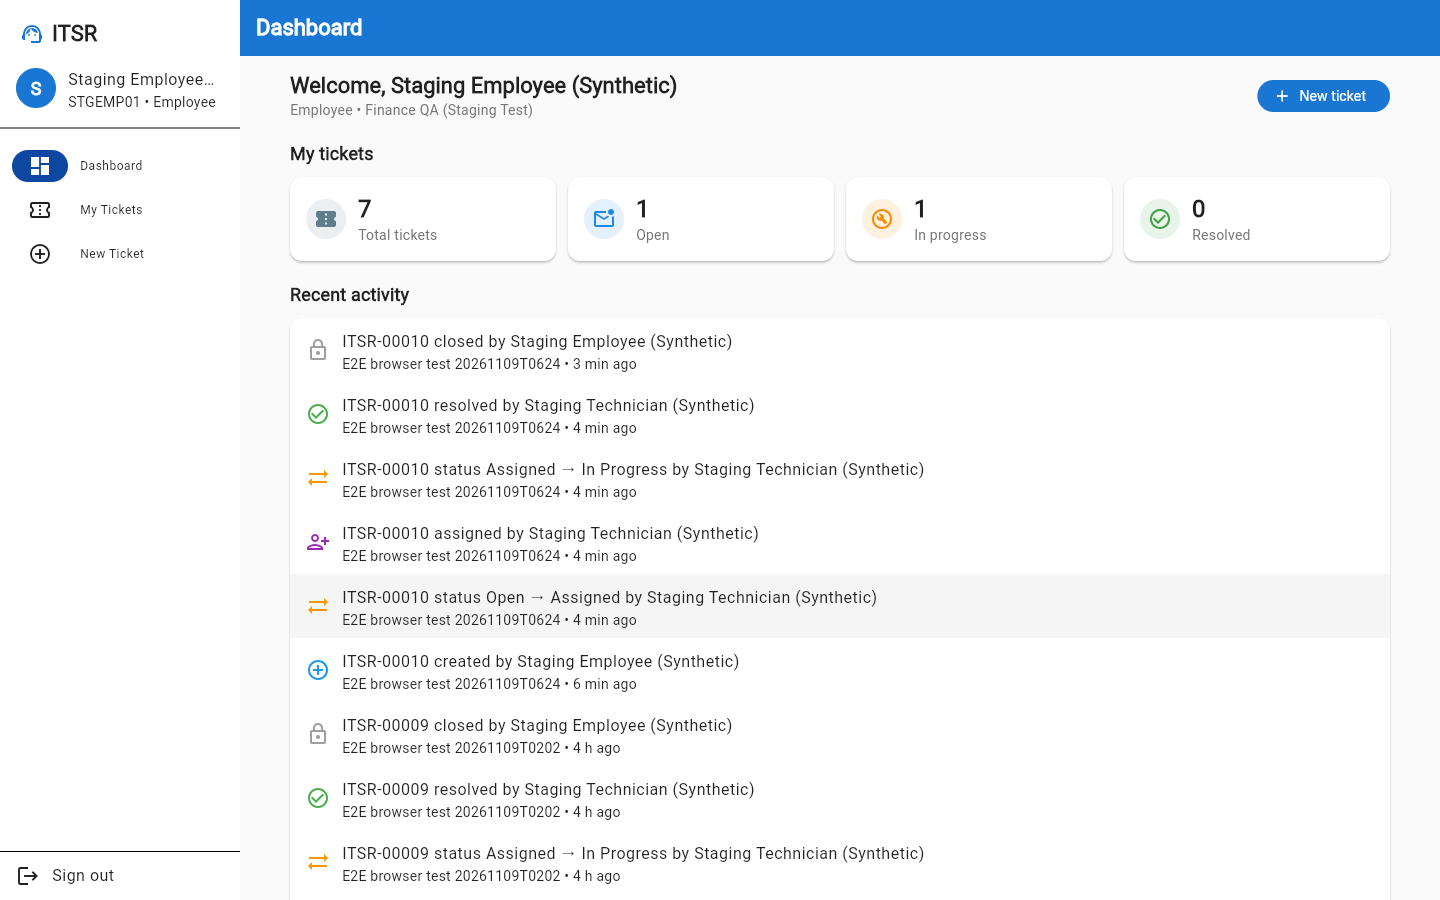 ITSR
S
Staging Employee...
STGEMP01 • Employee
Dashboard
My Tickets
New Ticket
Sign out
Dashboard
Welcome, Staging Employee (Synthetic)
Employee • Finance QA (Staging Test)
New ticket
My tickets
7
Total tickets
1
Open
1
In progress
0
Resolved
Recent activity
ITSR-00010 closed by Staging Employee (Synthetic)
E2E browser test 20261109T0624 • 3 min ago
ITSR-00010 resolved by Staging Technician (Synthetic)
E2E browser test 20261109T0624 • 4 min ago
ITSR-00010 status Assigned → In Progress by Staging Technician (Synthetic)
E2E browser test 20261109T0624 • 4 min ago
ITSR-00010 assigned by Staging Technician (Synthetic)
E2E browser test 20261109T0624 • 4 min ago
ITSR-00010 status Open → Assigned by Staging Technician (Synthetic)
E2E browser test 20261109T0624 • 4 min ago
ITSR-00010 created by Staging Employee (Synthetic)
E2E browser test 20261109T0624 • 6 min ago
ITSR-00009 closed by Staging Employee (Synthetic)
E2E browser test 20261109T0202 • 4 h ago
ITSR-00009 resolved by Staging Technician (Synthetic)
E2E browser test 20261109T0202 • 4 h ago
ITSR-00009 status Assigned → In Progress by Staging Technician (Synthetic)
E2E browser test 20261109T0202 • 4 h ago